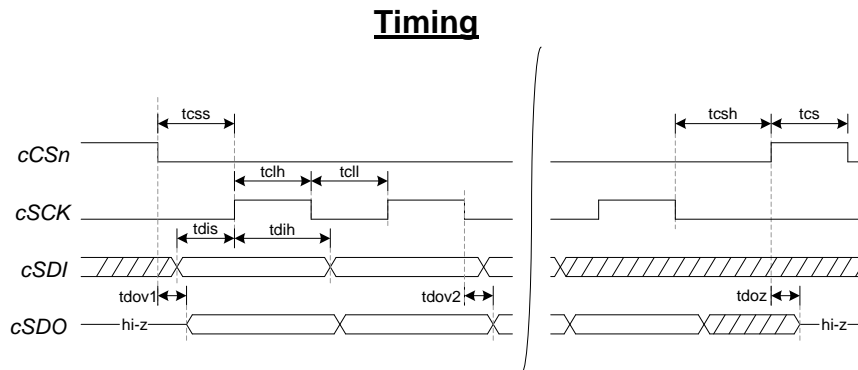 Timing
tcss tcsh tcs
cCSn
tclh tcll
cSCK
tdis tdih
cSDI
tdov1 tdov2 tdoz
cSDO hi-z hi-z